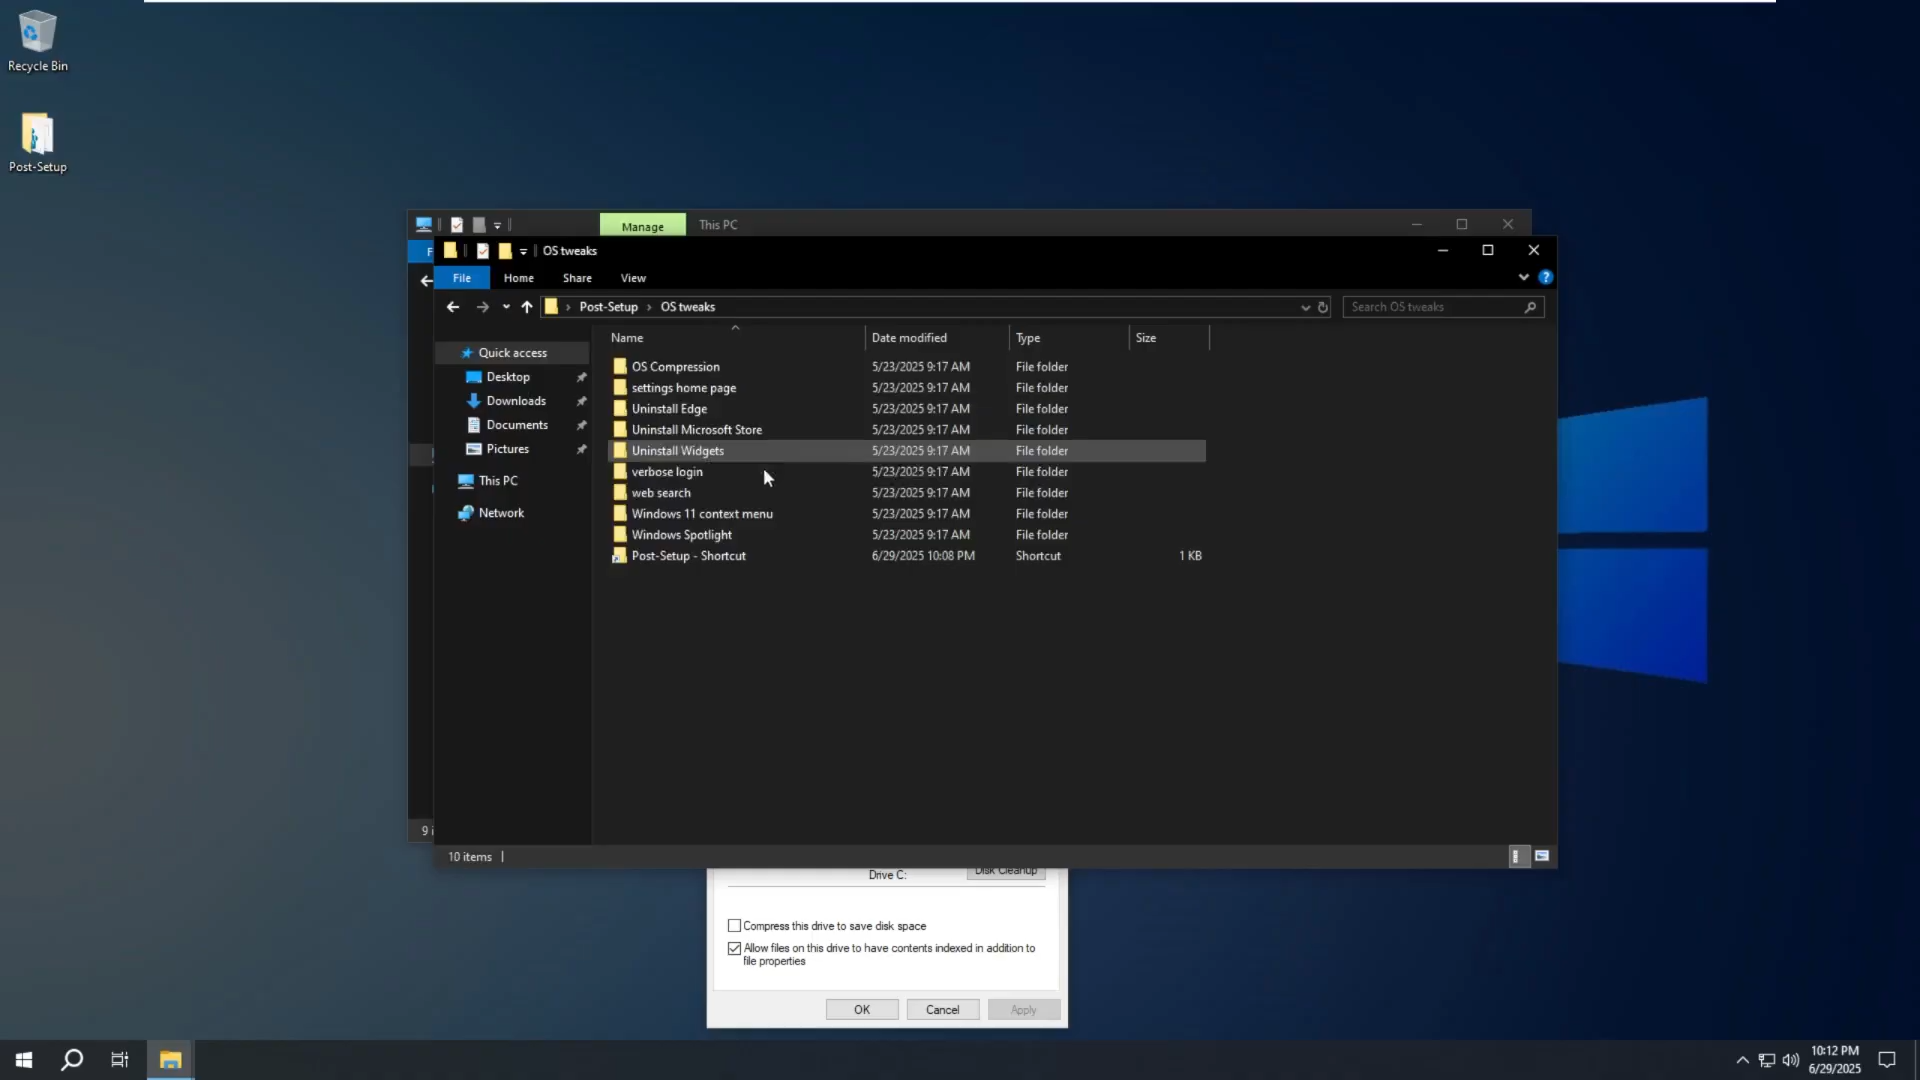 Recycle Bin
Post-Setup
Manage
This PC
OS tweaks
File
Home
Share
View
Post-Setup
OS tweaks
Search OS tweaks
Name
Date modified
Type
Size
Quick access
Desktop
Downloads
Documents
Pictures
This PC
Network
OS Compression 5/23/2025 9:17 AM File folder
settings home page 5/23/2025 9:17 AM File folder
Uninstall Edge 5/23/2025 9:17 AM File folder
Uninstall Microsoft Store 5/23/2025 9:17 AM File folder
Uninstall Widgets 5/23/2025 9:17 AM File folder
verbose login 5/23/2025 9:17 AM File folder
web search 5/23/2025 9:17 AM File folder
Windows 11 context menu 5/23/2025 9:17 AM File folder
Windows Spotlight 5/23/2025 9:17 AM File folder
Post-Setup - Shortcut 6/29/2025 10:08 PM Shortcut 1 KB
9 i
10 items
Drive C:
Disk Cleanup
Compress this drive to save disk space
Allow files on this drive to have contents indexed in addition to
file properties
OK
Cancel
Apply
10:12 PM
6/29/2025